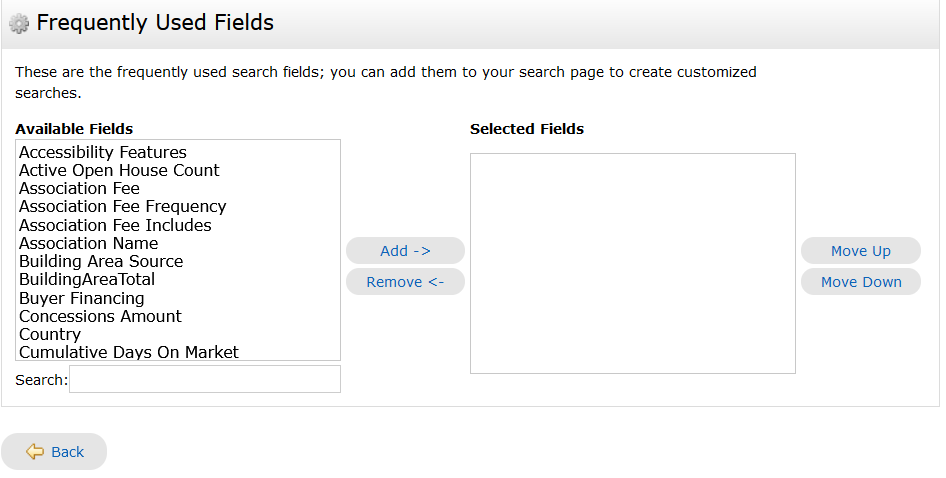 Frequently Used Fields
These are the frequently used search fields; you can add them to your search page to create customized
searches.
Available Fields
Accessibility Features
Active Open House Count
Association Fee
Association Fee Frequency
Association Fee Includes
Association Name
Building Area Source
BuildingAreaTotal
Buyer Financing
Concessions Amount
Country
Cumulative Days On Market
Search:
Add ->
Remove <-
Selected Fields
Move Up
Move Down
Back